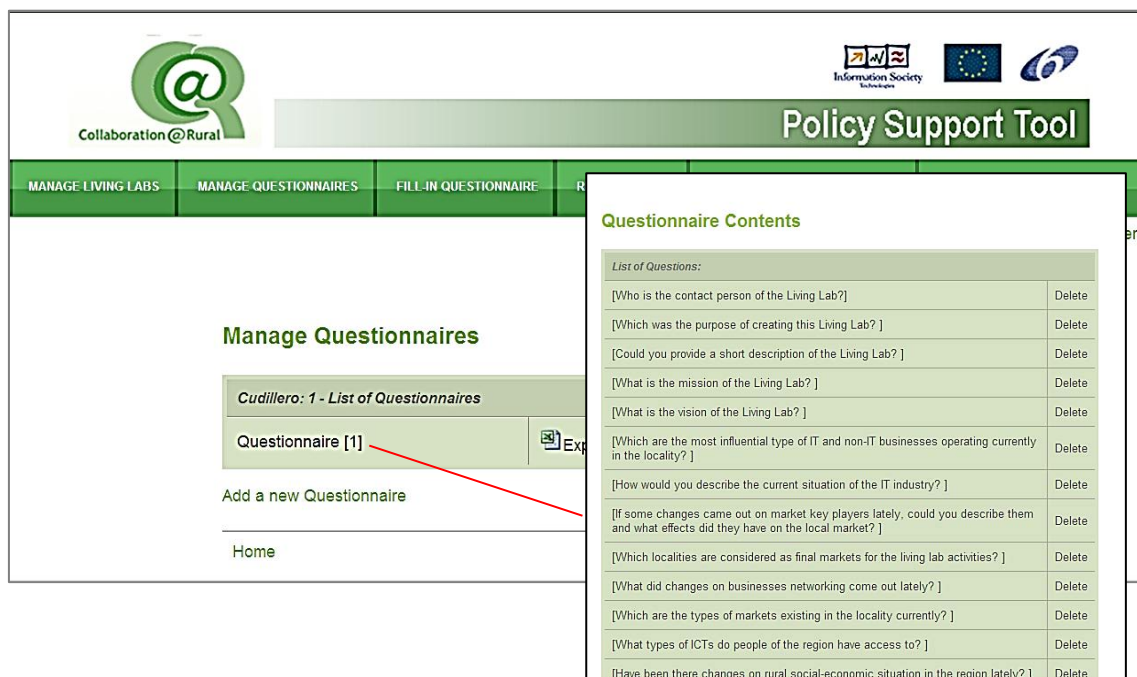 Collaboration@Rural
Information Society
Technologies
6
Policy Support Tool
MANAGE LIVING LABS
MANAGE QUESTIONNAIRES
FILL-IN QUESTIONNAIRE
R
er
Manage Questionnaires
Cudillero: 1 - List of Questionnaires
Questionnaire [1]
Exp
Add a new Questionnaire
Home
Questionnaire Contents
List of Questions:
[Who is the contact person of the Living Lab?] Delete
[Which was the purpose of creating this Living Lab? ] Delete
[Could you provide a short description of the Living Lab? ] Delete
[What is the mission of the Living Lab? ] Delete
[What is the vision of the Living Lab? ] Delete
[Which are the most influential type of IT and non-IT businesses operating currently
in the locality? ] Delete
[How would you describe the current situation of the IT industry? ] Delete
[If some changes came out on market key players lately, could you describe them
and what effects did they have on the local market? ] Delete
[Which localities are considered as final markets for the living lab activities? ] Delete
[What did changes on businesses networking come out lately? ] Delete
[Which are the types of markets existing in the locality currently? ] Delete
[What types of ICTs do people of the region have access to? ] Delete
[Have been there changes on rural social-economic situation in the region lately? ] Delete